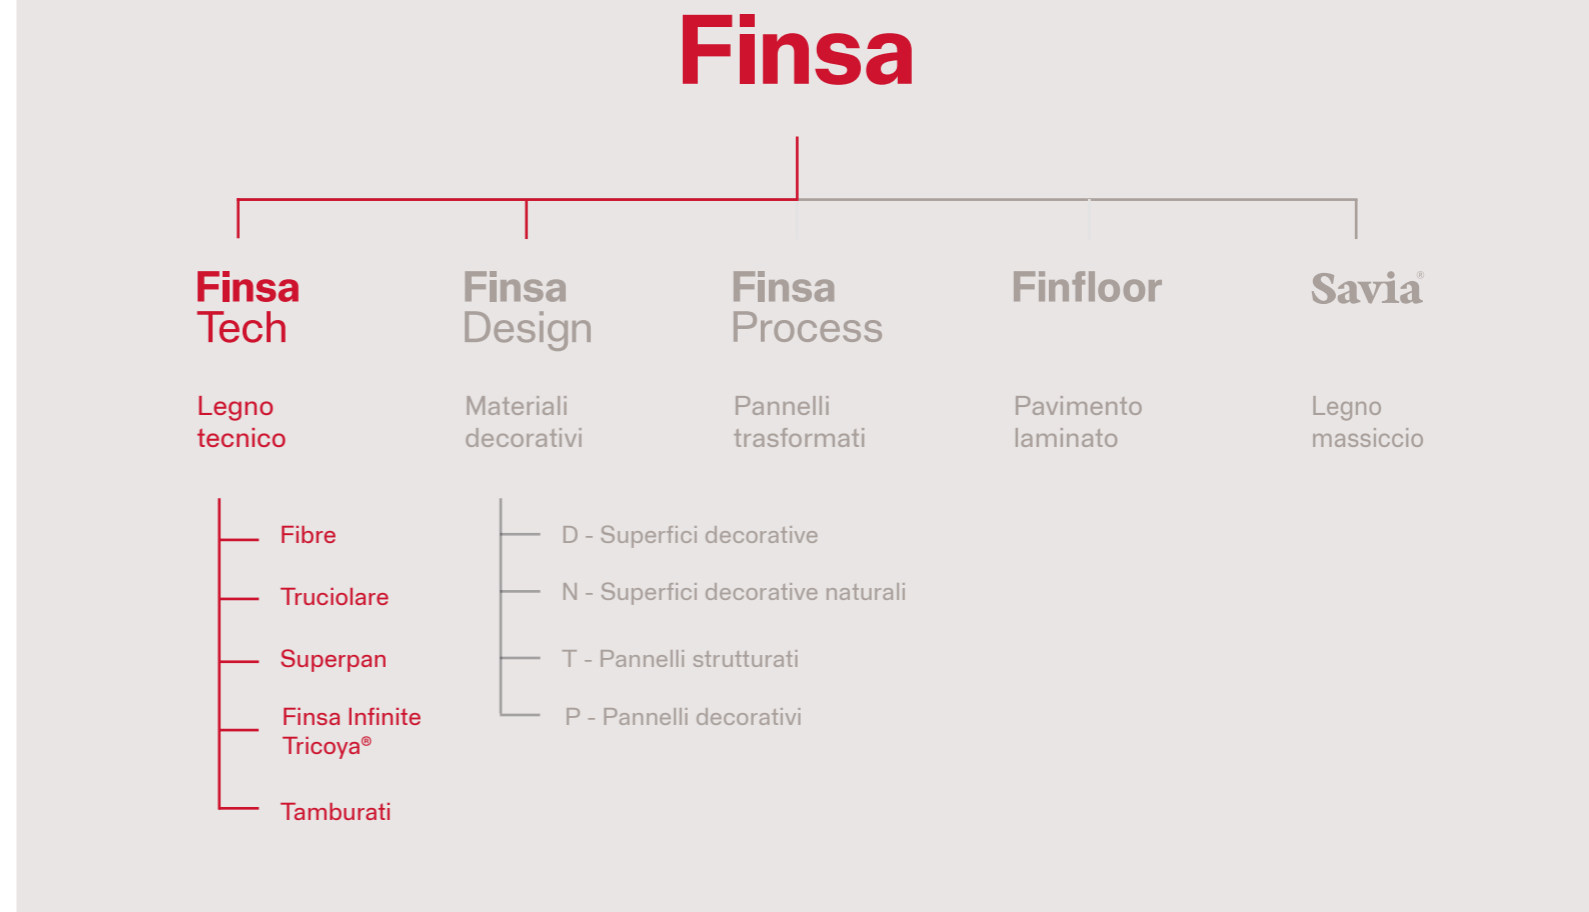 Finsa
Finsa
Tech
Finsa
Design
Finsa
Process
Finfloor
Savia®
Legno
tecnico
Materiali
decorativi
Pannelli
trasformati
Pavimento
laminato
Legno
massiccio
Fibre
Truciolare
Superpan
Finsa Infinite
Tricoya®
Tamburati
D - Superfici decorative
N - Superfici decorative naturali
T - Pannelli strutturati
P - Pannelli decorativi